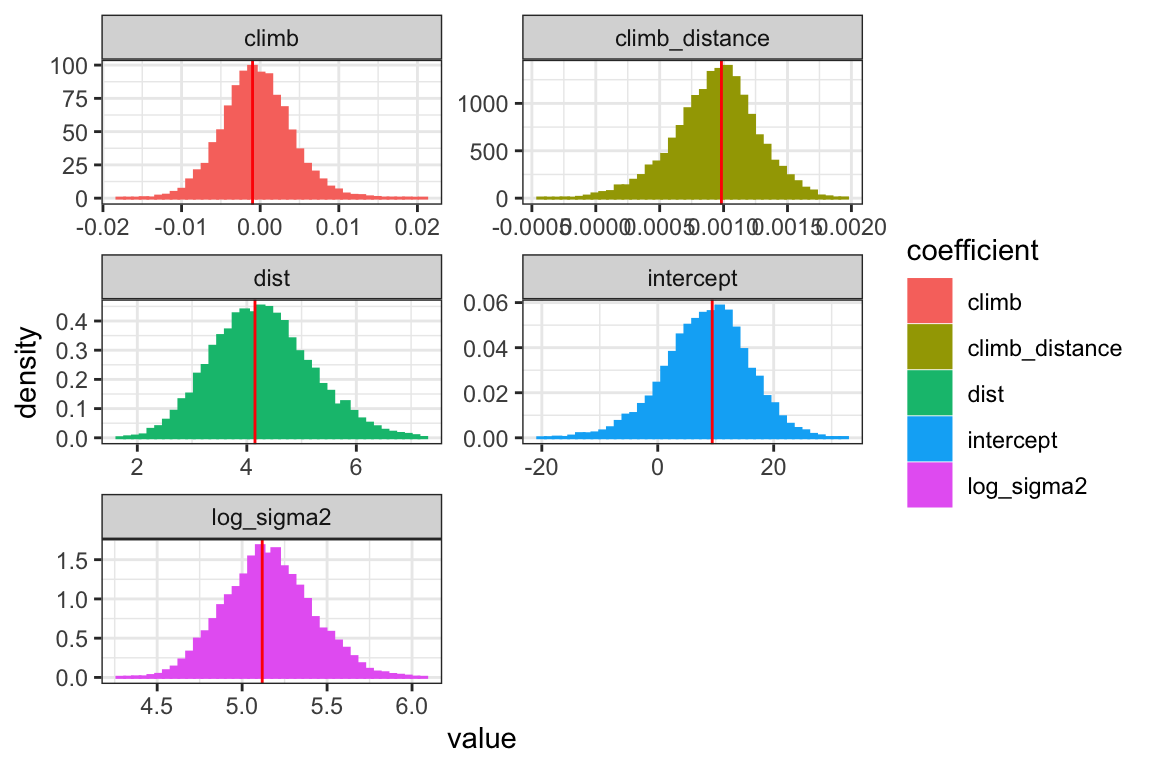 climb
climb_distance
100
75
50
25
0
-0.02 -0.01 0.00 0.01 0.02
1000
500
0
-0.0005 0.0000 0.0005 0.0010 0.0015 0.0020
dist
intercept
density
0.4
0.3
0.2
0.1
0.0
2 4 6
0.06
0.04
0.02
0.00
-20 0 20
log_sigma2
1.5
1.0
0.5
0.0
4.5 5.0 5.5 6.0
value
coefficient
climb
climb_distance
dist
intercept
log_sigma2